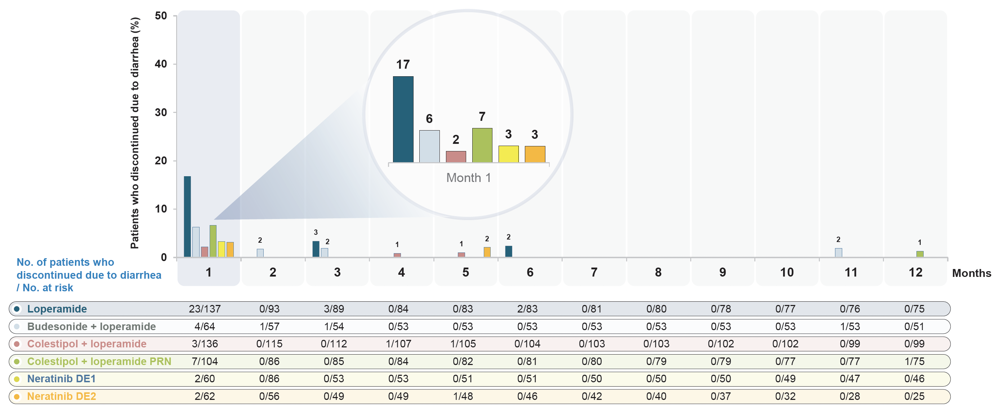 Patients who discontinued due to diarrhea (%)
50
40
30
20
10
0
17
6
2
7
3
3
Month 1
2
3
2
1
1
2
2
2
1
1 2 3 4 5 6 7 8 9 10 11 12 Months
No. of patients who
discontinued due to diarrhea
/ No. at risk
Loperamide 23/137 0/93 3/89 0/84 0/83 2/83 0/81 0/80 0/78 0/77 0/76 0/75
Budesonide + loperamide 4/64 1/57 1/54 0/53 0/53 0/53 0/53 0/53 0/53 0/53 1/53 0/51
Colestipol + loperamide 3/136 0/115 0/112 1/107 1/105 0/104 0/103 0/103 0/102 0/102 0/99 0/99
Colestipol + loperamide PRN 7/104 0/86 0/85 0/84 0/82 0/81 0/80 0/79 0/79 0/77 0/77 1/75
Neratinib DE1 2/60 0/86 0/53 0/53 0/51 0/51 0/50 0/50 0/50 0/49 0/47 0/46
Neratinib DE2 2/62 0/56 0/49 0/49 1/48 0/46 0/42 0/40 0/37 0/32 0/28 0/25